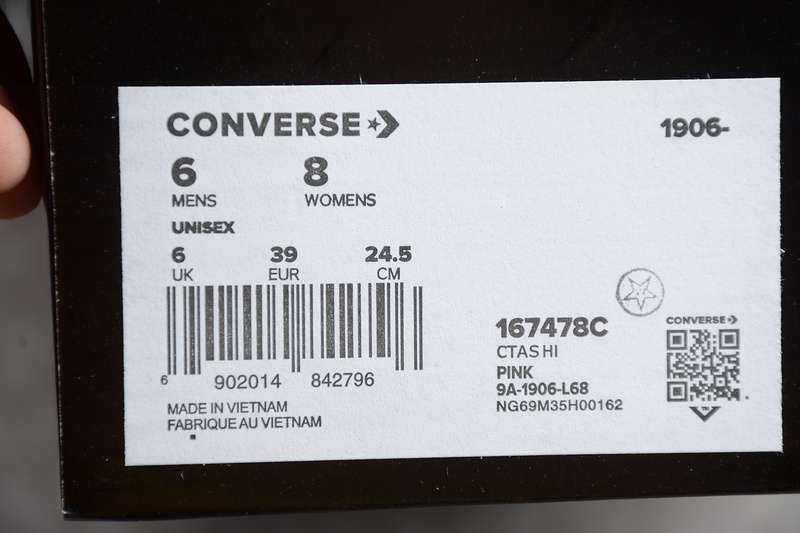 CONVERSE
1906-
6 8
MENS WOMENS
UNISEX
6 39 24.5
UK EUR CM
6 902014 842796
MADE IN VIETNAM
FABRIQUE AU VIETNAM
167478C
CTAS HI
PINK
9A-1906-L68
NG69M35H00162
CONVERSE
TM